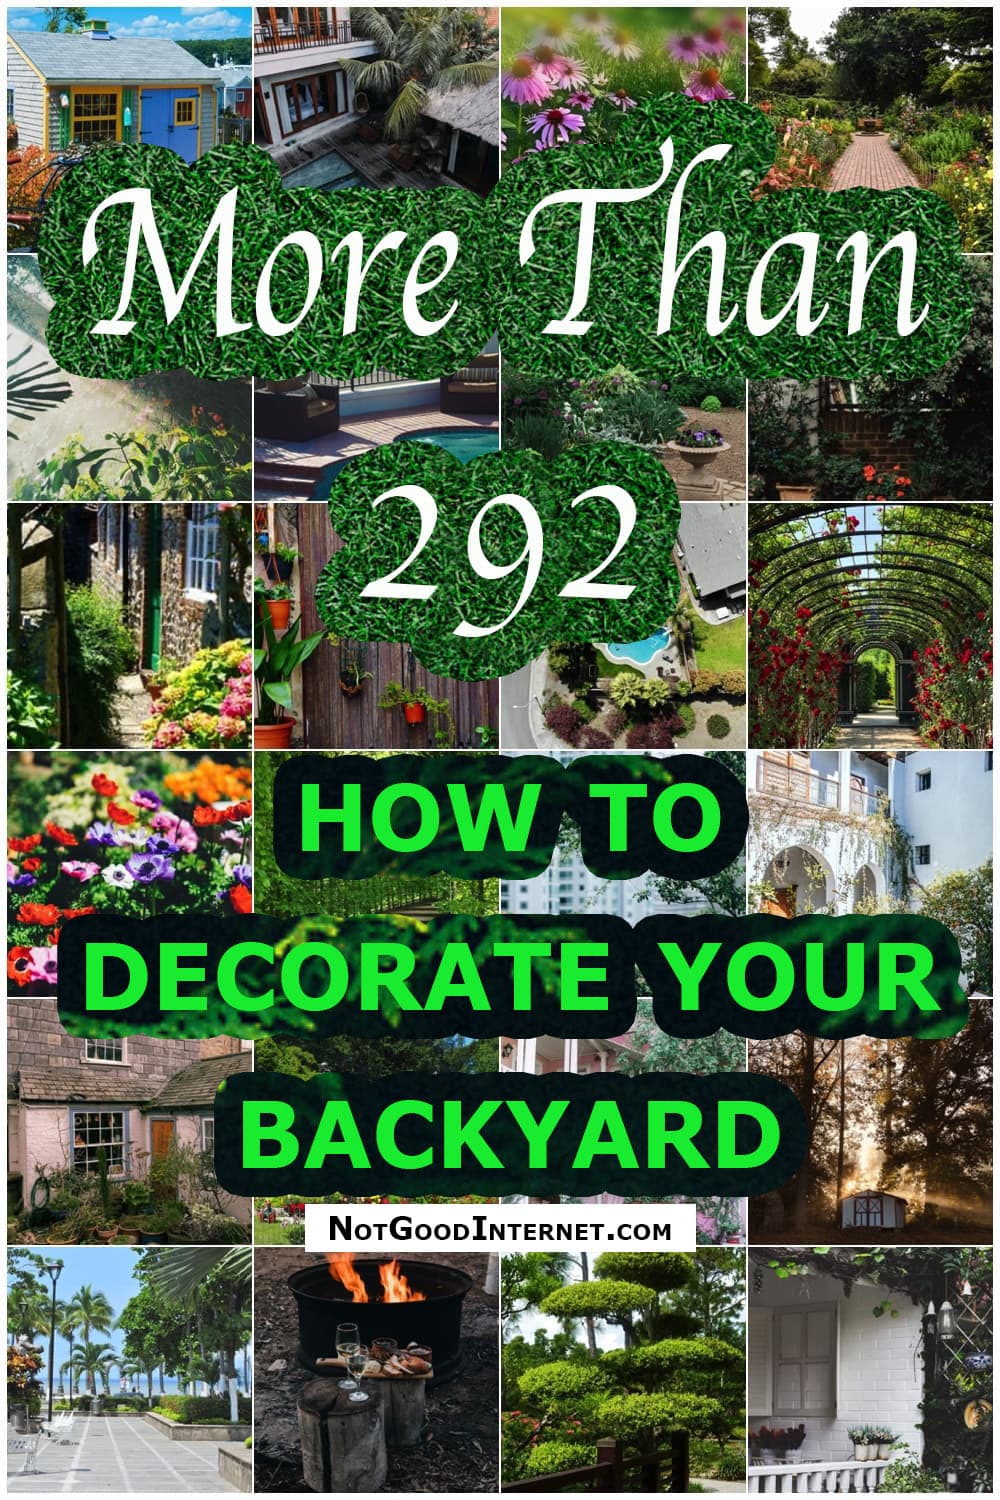 More Than
292
HOW TO
DECORATE YOUR
BACKYARD
NOTGOODINTERNET.COM